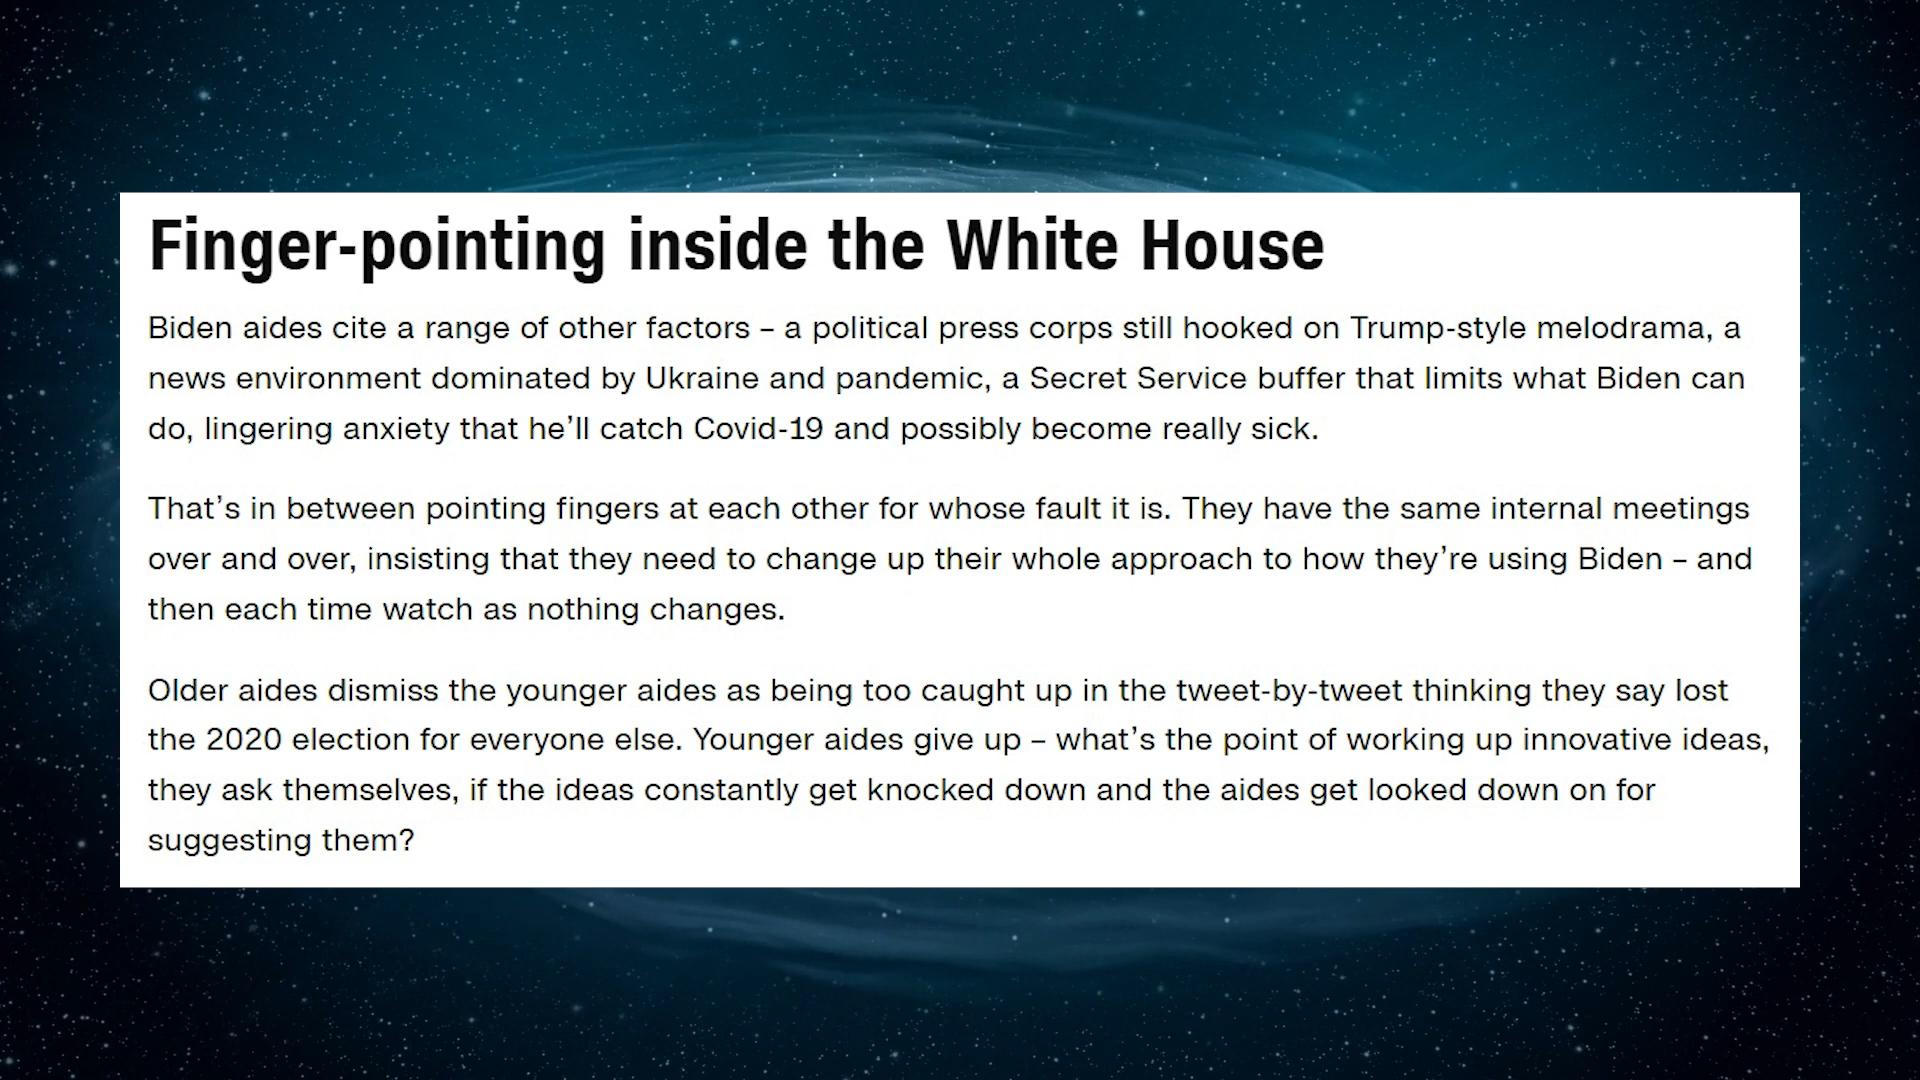 Finger-pointing inside the White House
Biden aides cite a range of other factors – a political press corps still hooked on Trump-style melodrama, a
news environment dominated by Ukraine and pandemic, a Secret Service buffer that limits what Biden can
do, lingering anxiety that he’ll catch Covid-19 and possibly become really sick.
That’s in between pointing fingers at each other for whose fault it is. They have the same internal meetings
over and over, insisting that they need to change up their whole approach to how they’re using Biden – and
then each time watch as nothing changes.
Older aides dismiss the younger aides as being too caught up in the tweet-by-tweet thinking they say lost
the 2020 election for everyone else. Younger aides give up – what’s the point of working up innovative ideas,
they ask themselves, if the ideas constantly get knocked down and the aides get looked down on for
suggesting them?